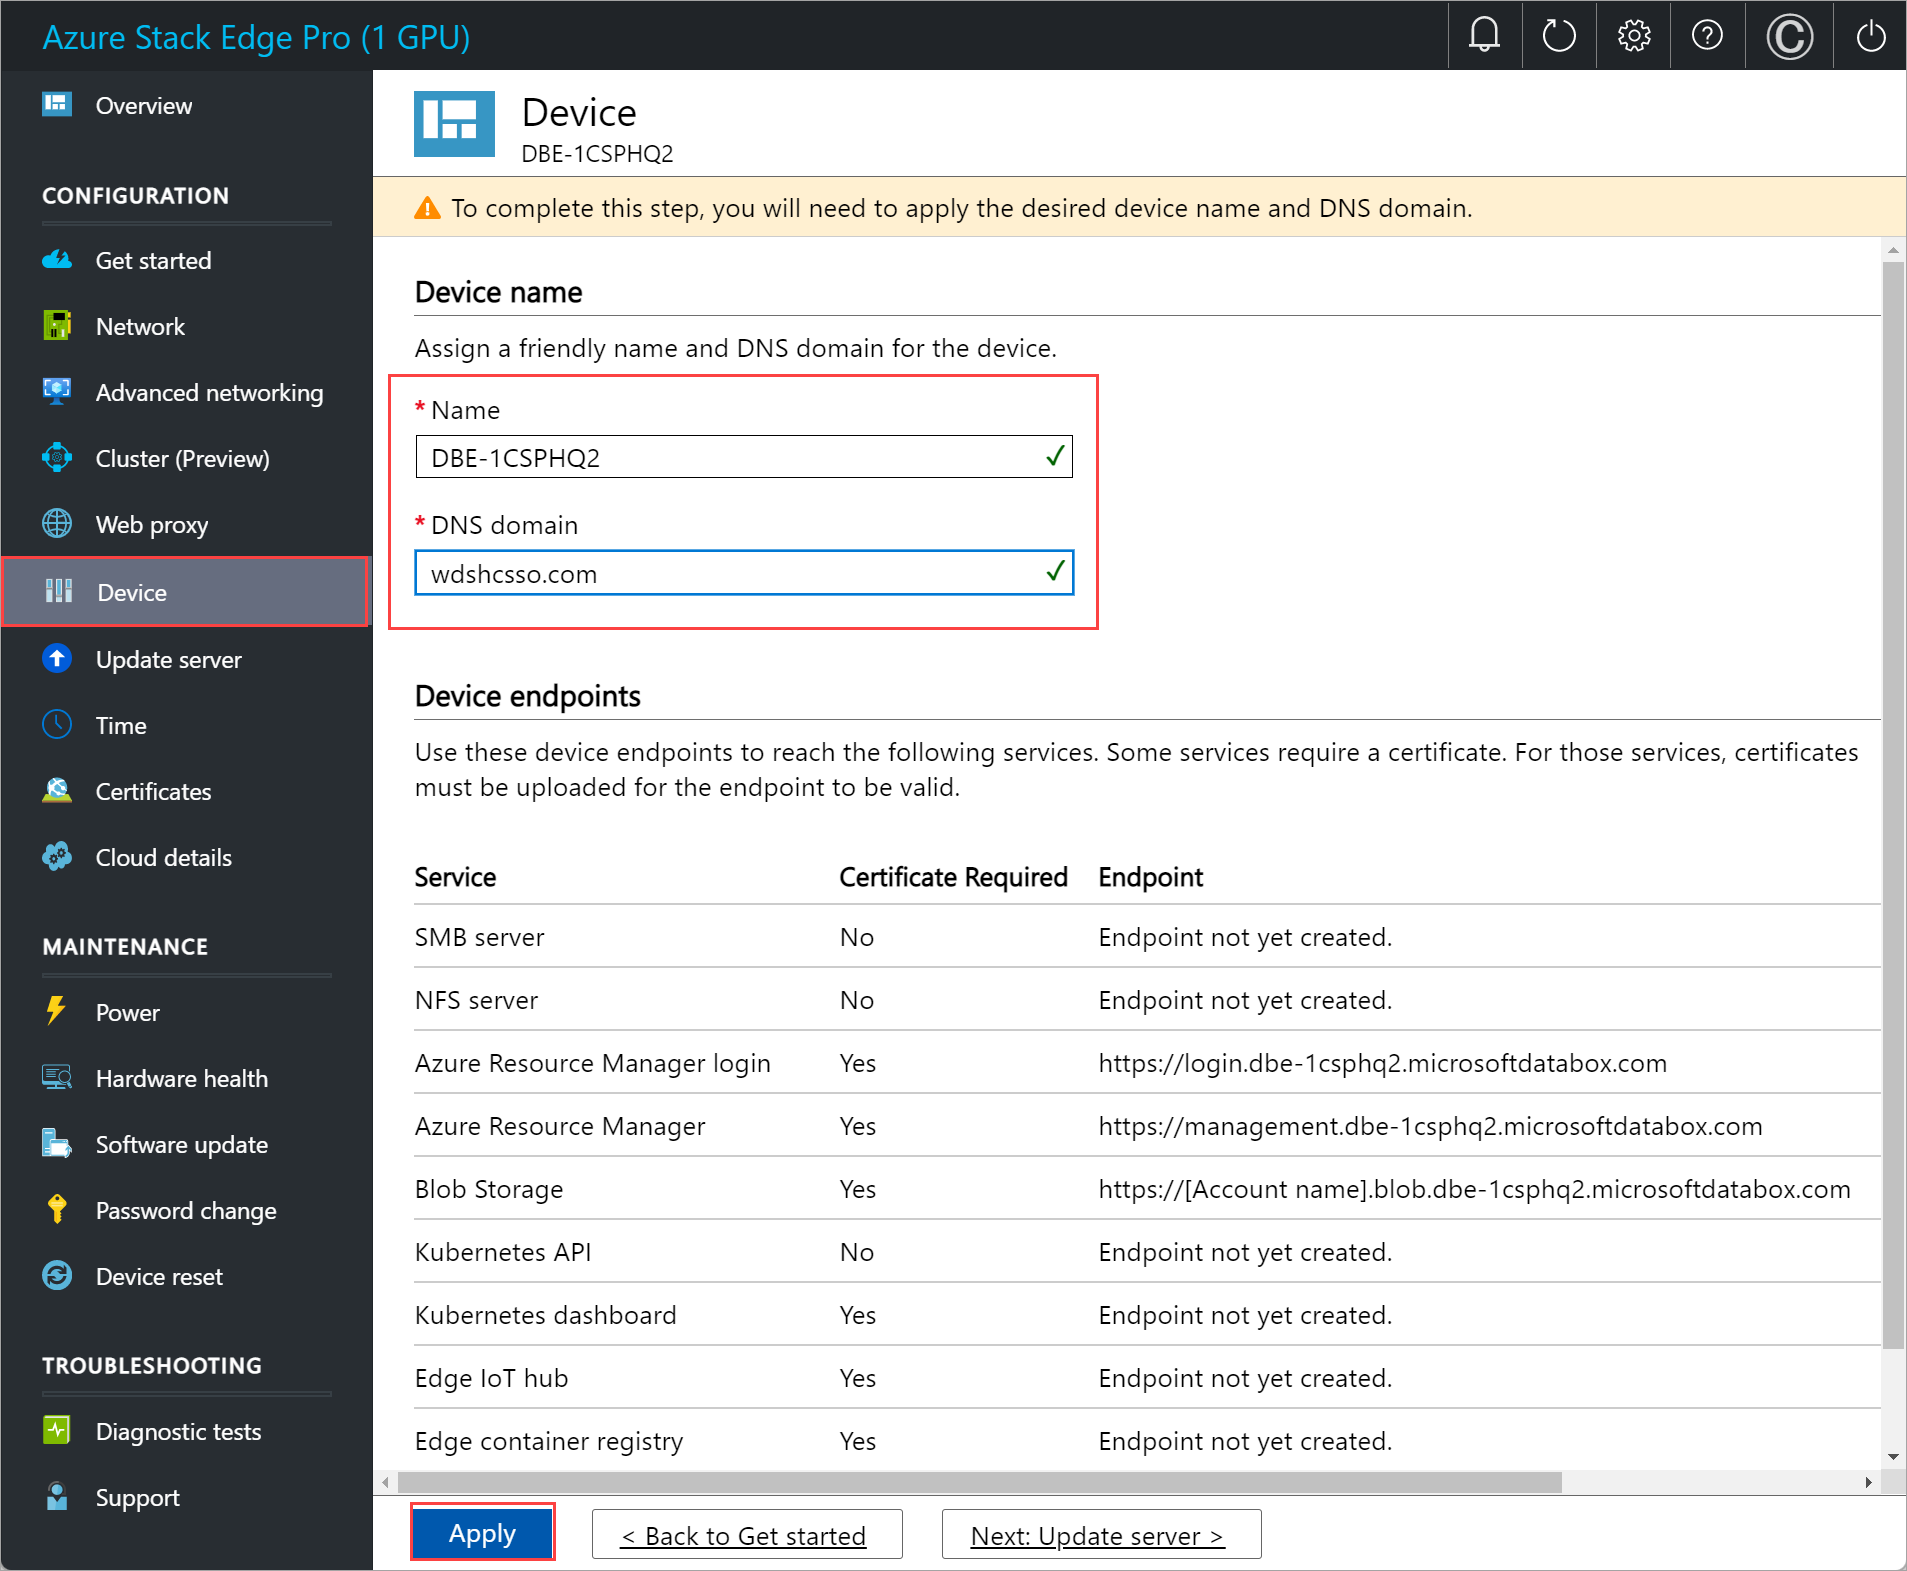 Azure Stack Edge Pro (1 GPU)
Overview
CONFIGURATION
Get started
Network
Advanced networking
Cluster (Preview)
Web proxy
Device
Update server
Time
Certificates
Cloud details
MAINTENANCE
Power
Hardware health
Software update
Password change
Device reset
TROUBLESHOOTING
Diagnostic tests
Support
Device
DBE-1CSPHQ2
To complete this step, you will need to apply the desired device name and DNS domain.
Device name
Assign a friendly name and DNS domain for the device.
* Name
DBE-1CSPHQ2
* DNS domain
wdshcsso.com
Device endpoints
Use these device endpoints to reach the following services. Some services require a certificate. For those services, certificates
must be uploaded for the endpoint to be valid.
Service Certificate Required Endpoint
SMB server No Endpoint not yet created.
NFS server No Endpoint not yet created.
Azure Resource Manager login Yes https://login.dbe-1csphq2.microsoftdatabox.com
Azure Resource Manager Yes https://management.dbe-1csphq2.microsoftdatabox.com
Blob Storage Yes https://[Account name].blob.dbe-1csphq2.microsoftdatabox.com
Kubernetes API No Endpoint not yet created.
Kubernetes dashboard Yes Endpoint not yet created.
Edge IoT hub Yes Endpoint not yet created.
Edge container registry Yes Endpoint not yet created.
Apply < Back to Get started Next: Update server >